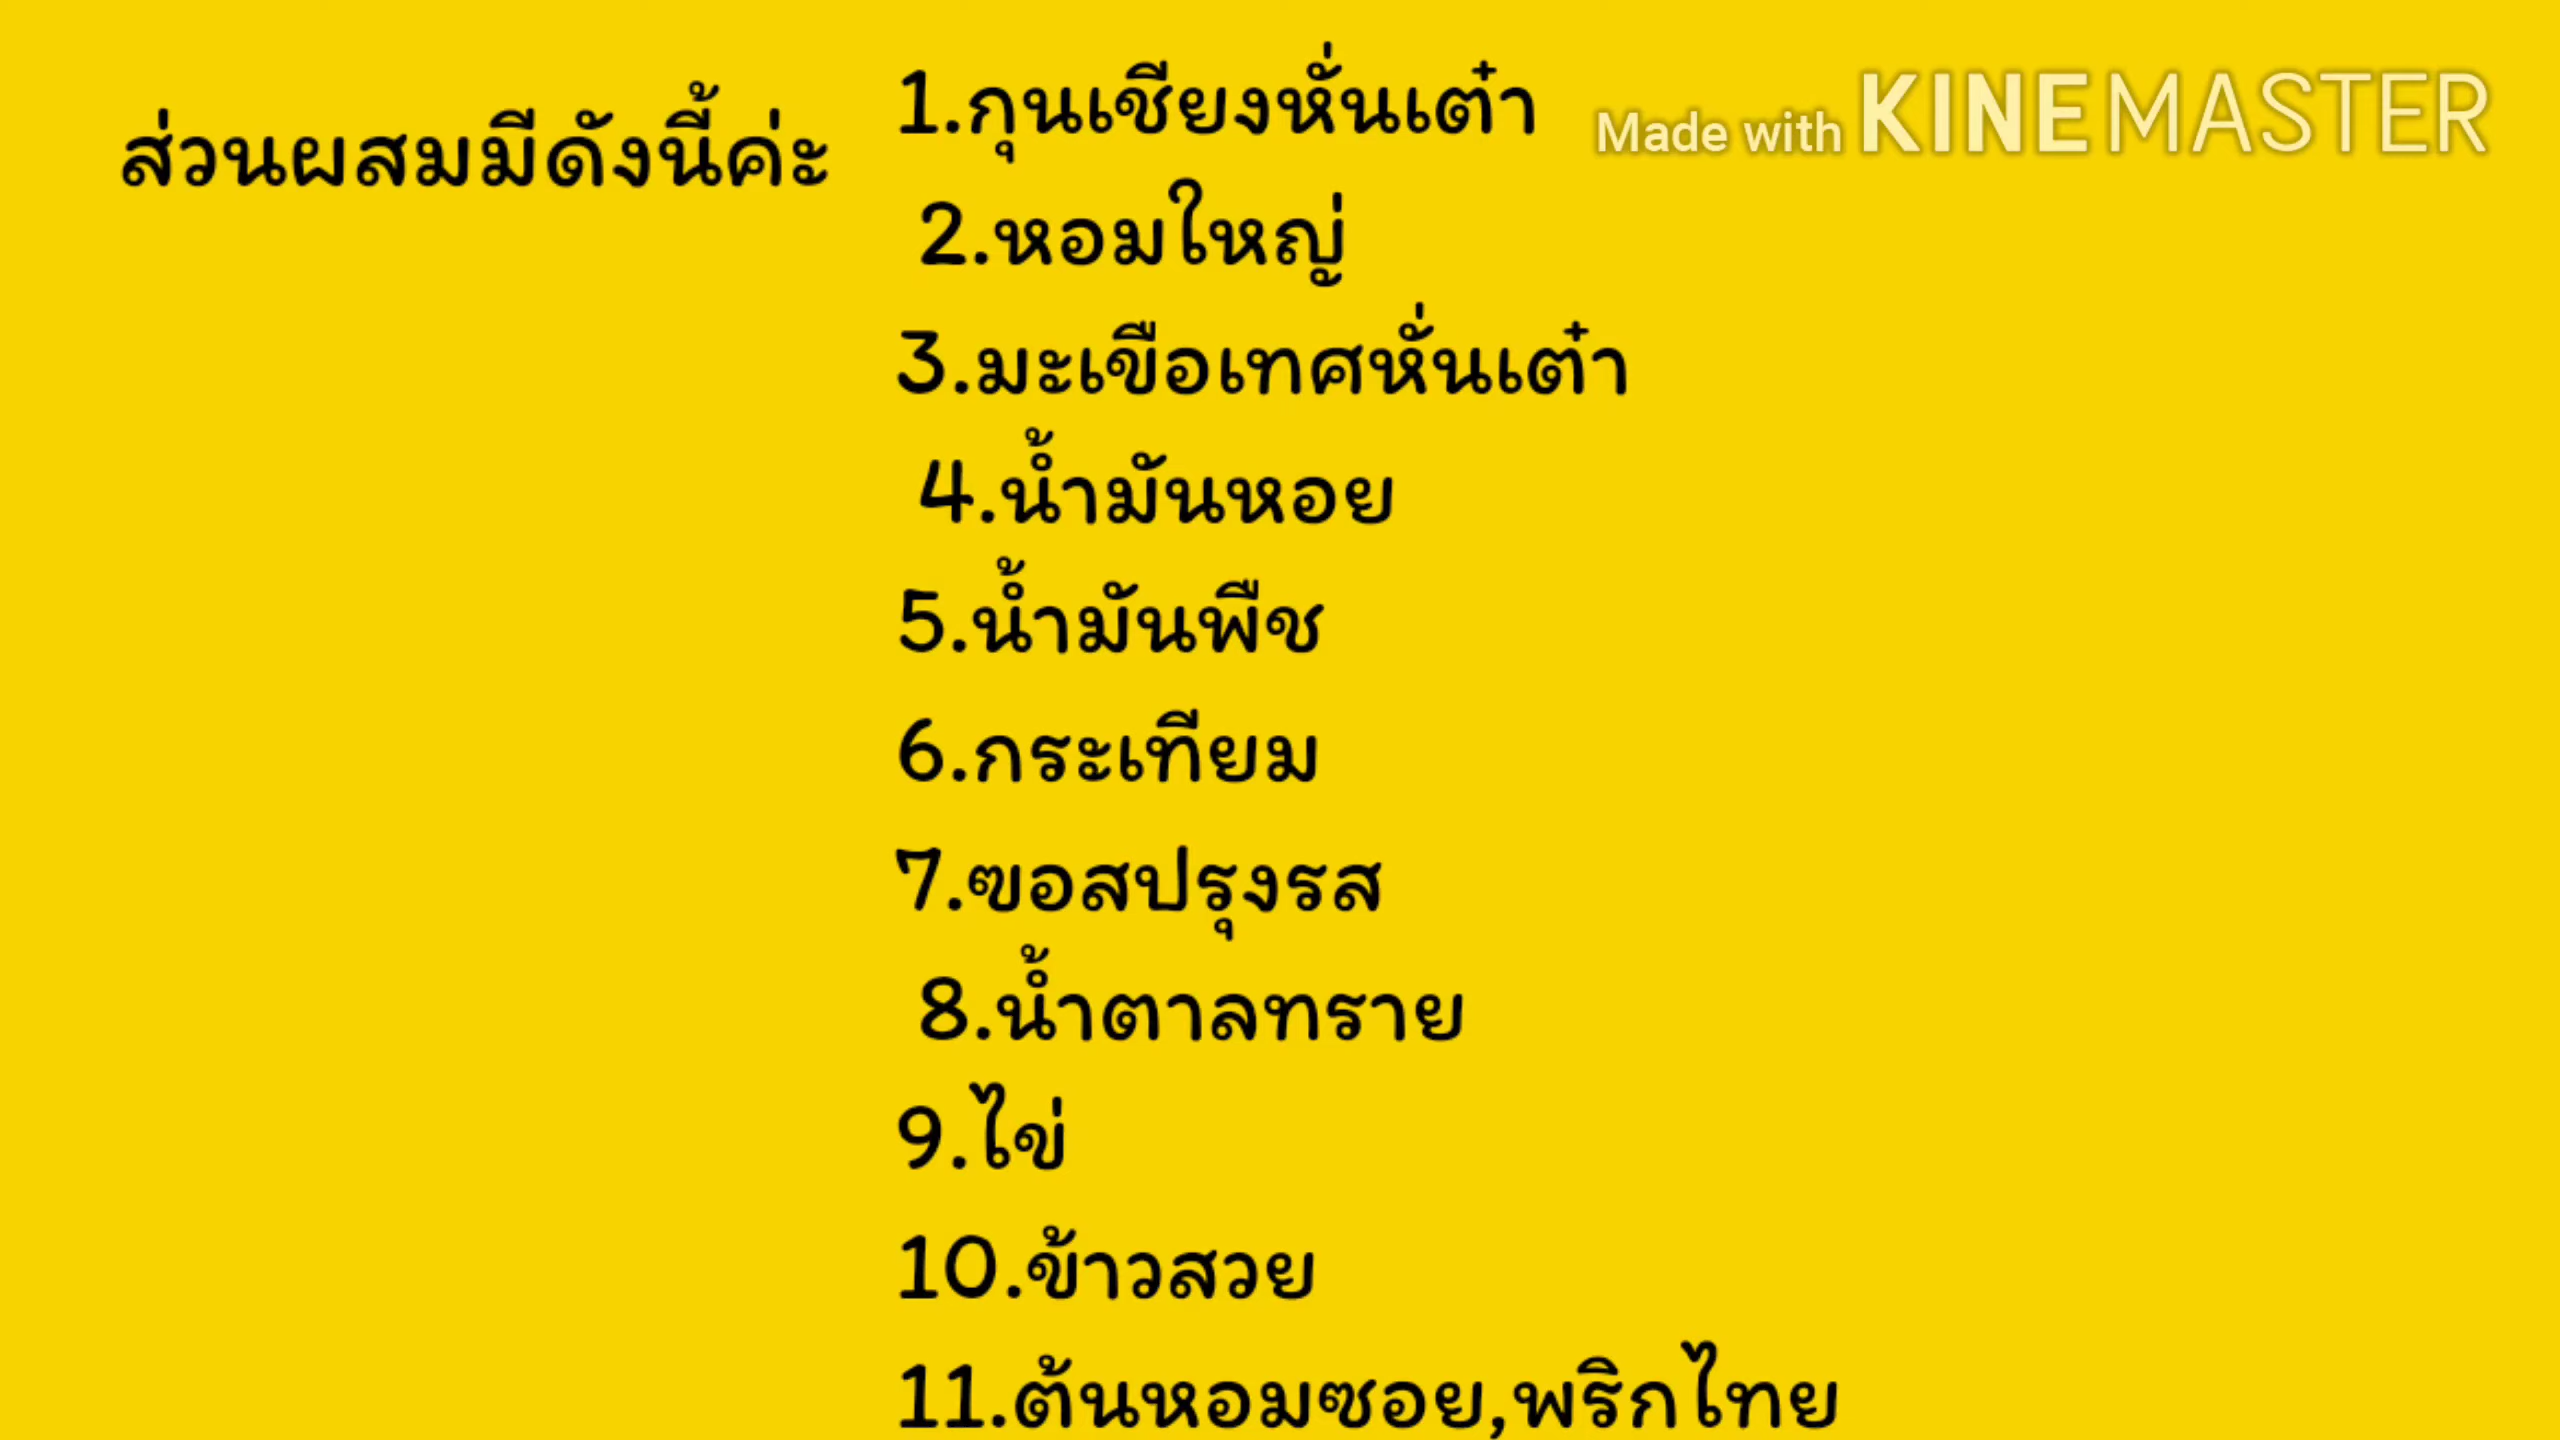 ส่วนผสมมีดังนี้ค่ะ
1.กุนเชียงหั่นเต๋า
2.หอมใหญ่
3.มะเขือเทศหั่นเต๋า
4.น้ำมันหอย
5.น้ำมันพืช
6.กระเทียม
7.ฃอสปรุงรส
8.น้ำตาลทราย
9.ไข่
10.ข้าวสวย
11.ต้นหอมซอย,พริกไทย
Made with KINEMASTER